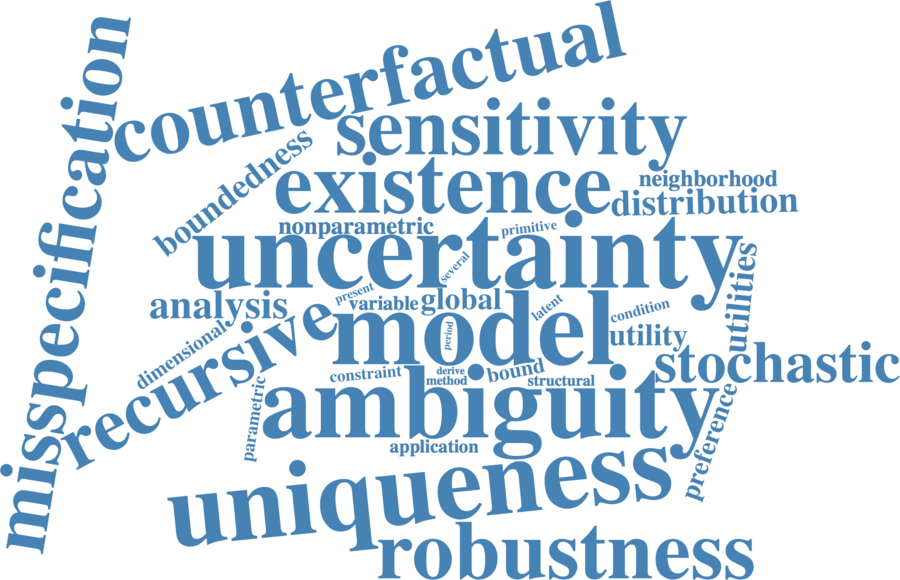 misspecification
counterfactual
sensitivity
boundedness
existence
neighborhood
distribution
nonparametric
primitive
uncertainty
several
utilities
analysis
present
variable
global
latent
condition
recursive
model
period
utility
dimensional
stochastic
constraint
derive
method
bound
structural
parametric
ambiguity
preference
application
uniqueness
robustness